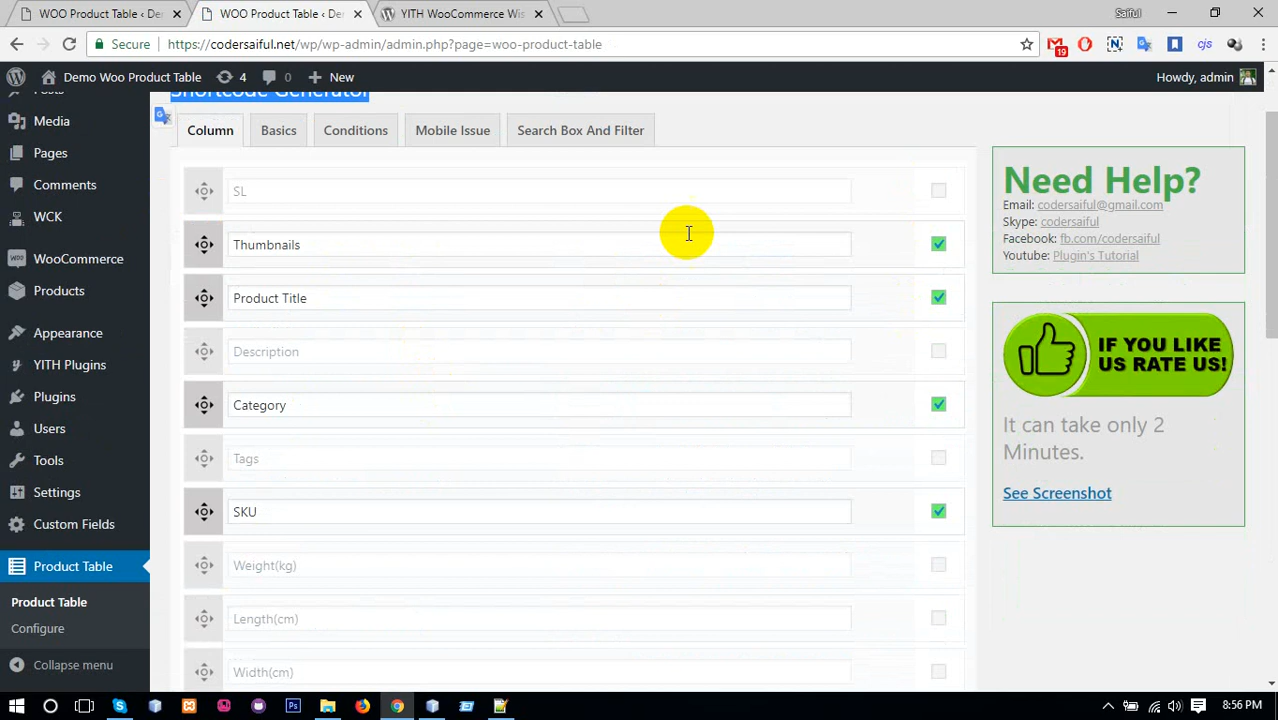 WOO Product Table ‹ De
WOO Product Table ‹ De
YITH WooCommerce Wis
Saiful
Secure
https://codersaiful.net/wp/wp-admin/admin.php?page=woo-product-table
19
cjs
Demo Woo Product Table
4
0
New
Howdy, admin
Shortcode Generator
Posts
Media
Pages
Comments
WCK
WooCommerce
Products
Appearance
YITH Plugins
Plugins
Users
Tools
Settings
Custom Fields
Product Table
Product Table
Configure
Collapse menu
Column
Basics
Conditions
Mobile Issue
Search Box And Filter
SL
Thumbnails
Product Title
Description
Category
Tags
SKU
Weight(kg)
Length(cm)
Width(cm)
Need Help?
Email: codersaiful@gmail.com
Skype: codersaiful
Facebook: fb.com/codersaiful
Youtube: Plugin's Tutorial
IF YOU LIKE
US RATE US!
It can take only 2
Minutes.
See Screenshot
8:56 PM